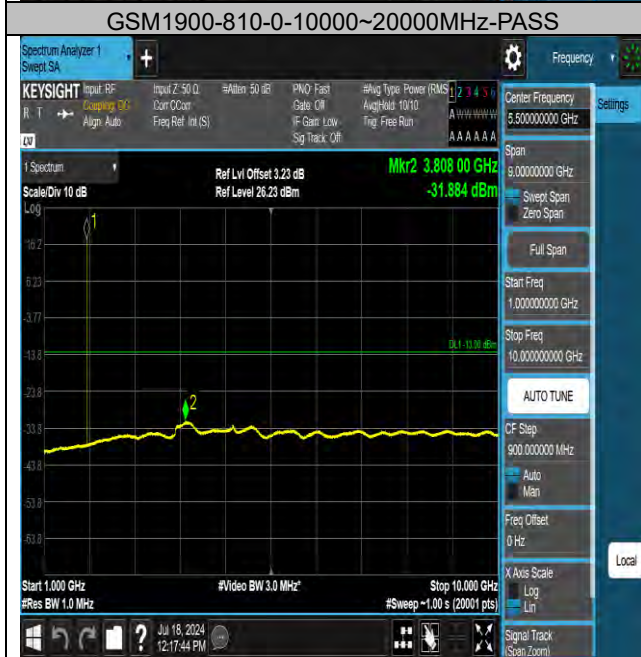 GSM1900-810-0-10000~20000MHz-PASS
Spectrum Analyzer 1
Swept SA
Frequency
KEYSIGHT
R T
Input: RF
Coupling: DC
Align: Auto
Input Z: 50 Ω
Corr CCorr
Freq Ref: Int (S)
#Atten: 50 dB
PNO: Fast
Gate: Off
IF Gain: Low
Sig Track: Off
#Avg Type: Power (RMS
Avg|Hold: 10/10
Trig: Free Run
1 2 3 4 5 6
A W W W W W
A A A A A A
1 Spectrum
Scale/Div 10 dB
Ref Lvl Offset 3.23 dB
Ref Level 26.23 dBm
Mkr2 3.808 00 GHz
-31.884 dBm
Log
1
16.2
6.23
-3.77
DL1 -13.00 dBm
-13.8
-23.8
2
-33.8
-43.8
-53.8
-63.8
Start 1.000 GHz
#Res BW 1.0 MHz
#Video BW 3.0 MHz*
Stop 10.000 GHz
#Sweep ~1.00 s (20001 pts)
Center Frequency
5.500000000 GHz
Settings
Span
9.00000000 GHz
Swept Span
Zero Span
Full Span
Start Freq
1.000000000 GHz
Stop Freq
10.000000000 GHz
AUTO TUNE
CF Step
900.000000 MHz
Auto
Man
Freq Offset
0 Hz
Local
X Axis Scale
Log
Lin
Signal Track
(Span Zoom)
Jul 18, 2024
12:17:44 PM